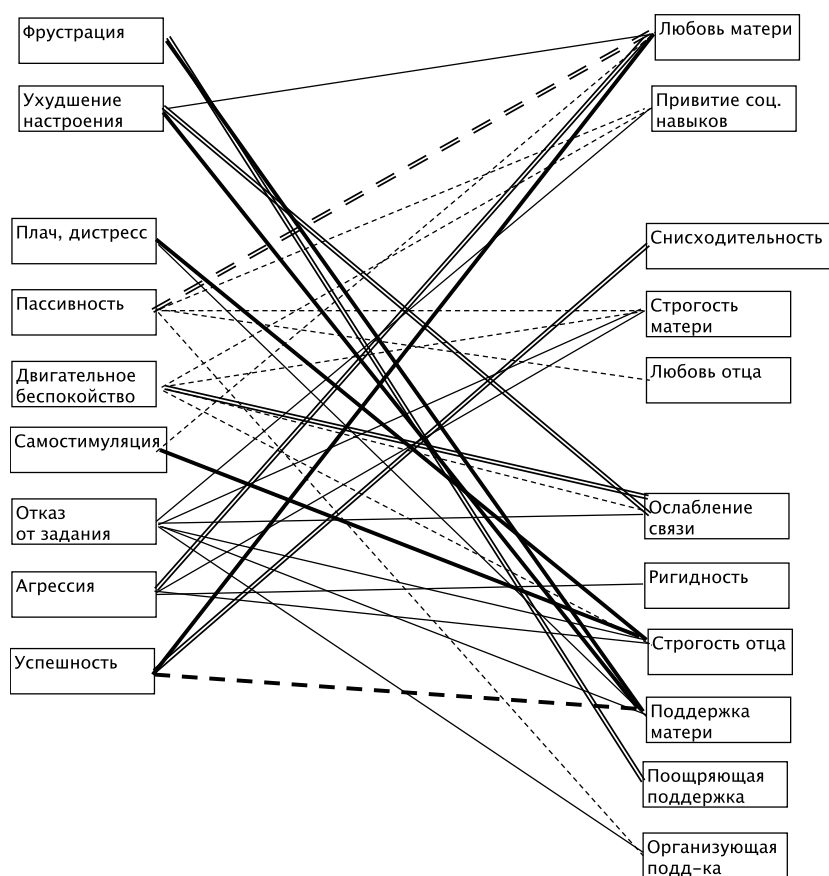 Фрустрация
Ухудшение
настроения
Плач, дистресс
Пассивность
Двигательное
беспокойство
Самостимуляция
Отказ
от задания
Агрессия
Успешность
Любовь матери
Привитие соц.
навыков
Снисходительность
Строгость
матери
Любовь отца
Ослабление
связи
Ригидность
Строгость отца
Поддержка
матери
Поощряющая
поддержка
Организующая
подд-ка